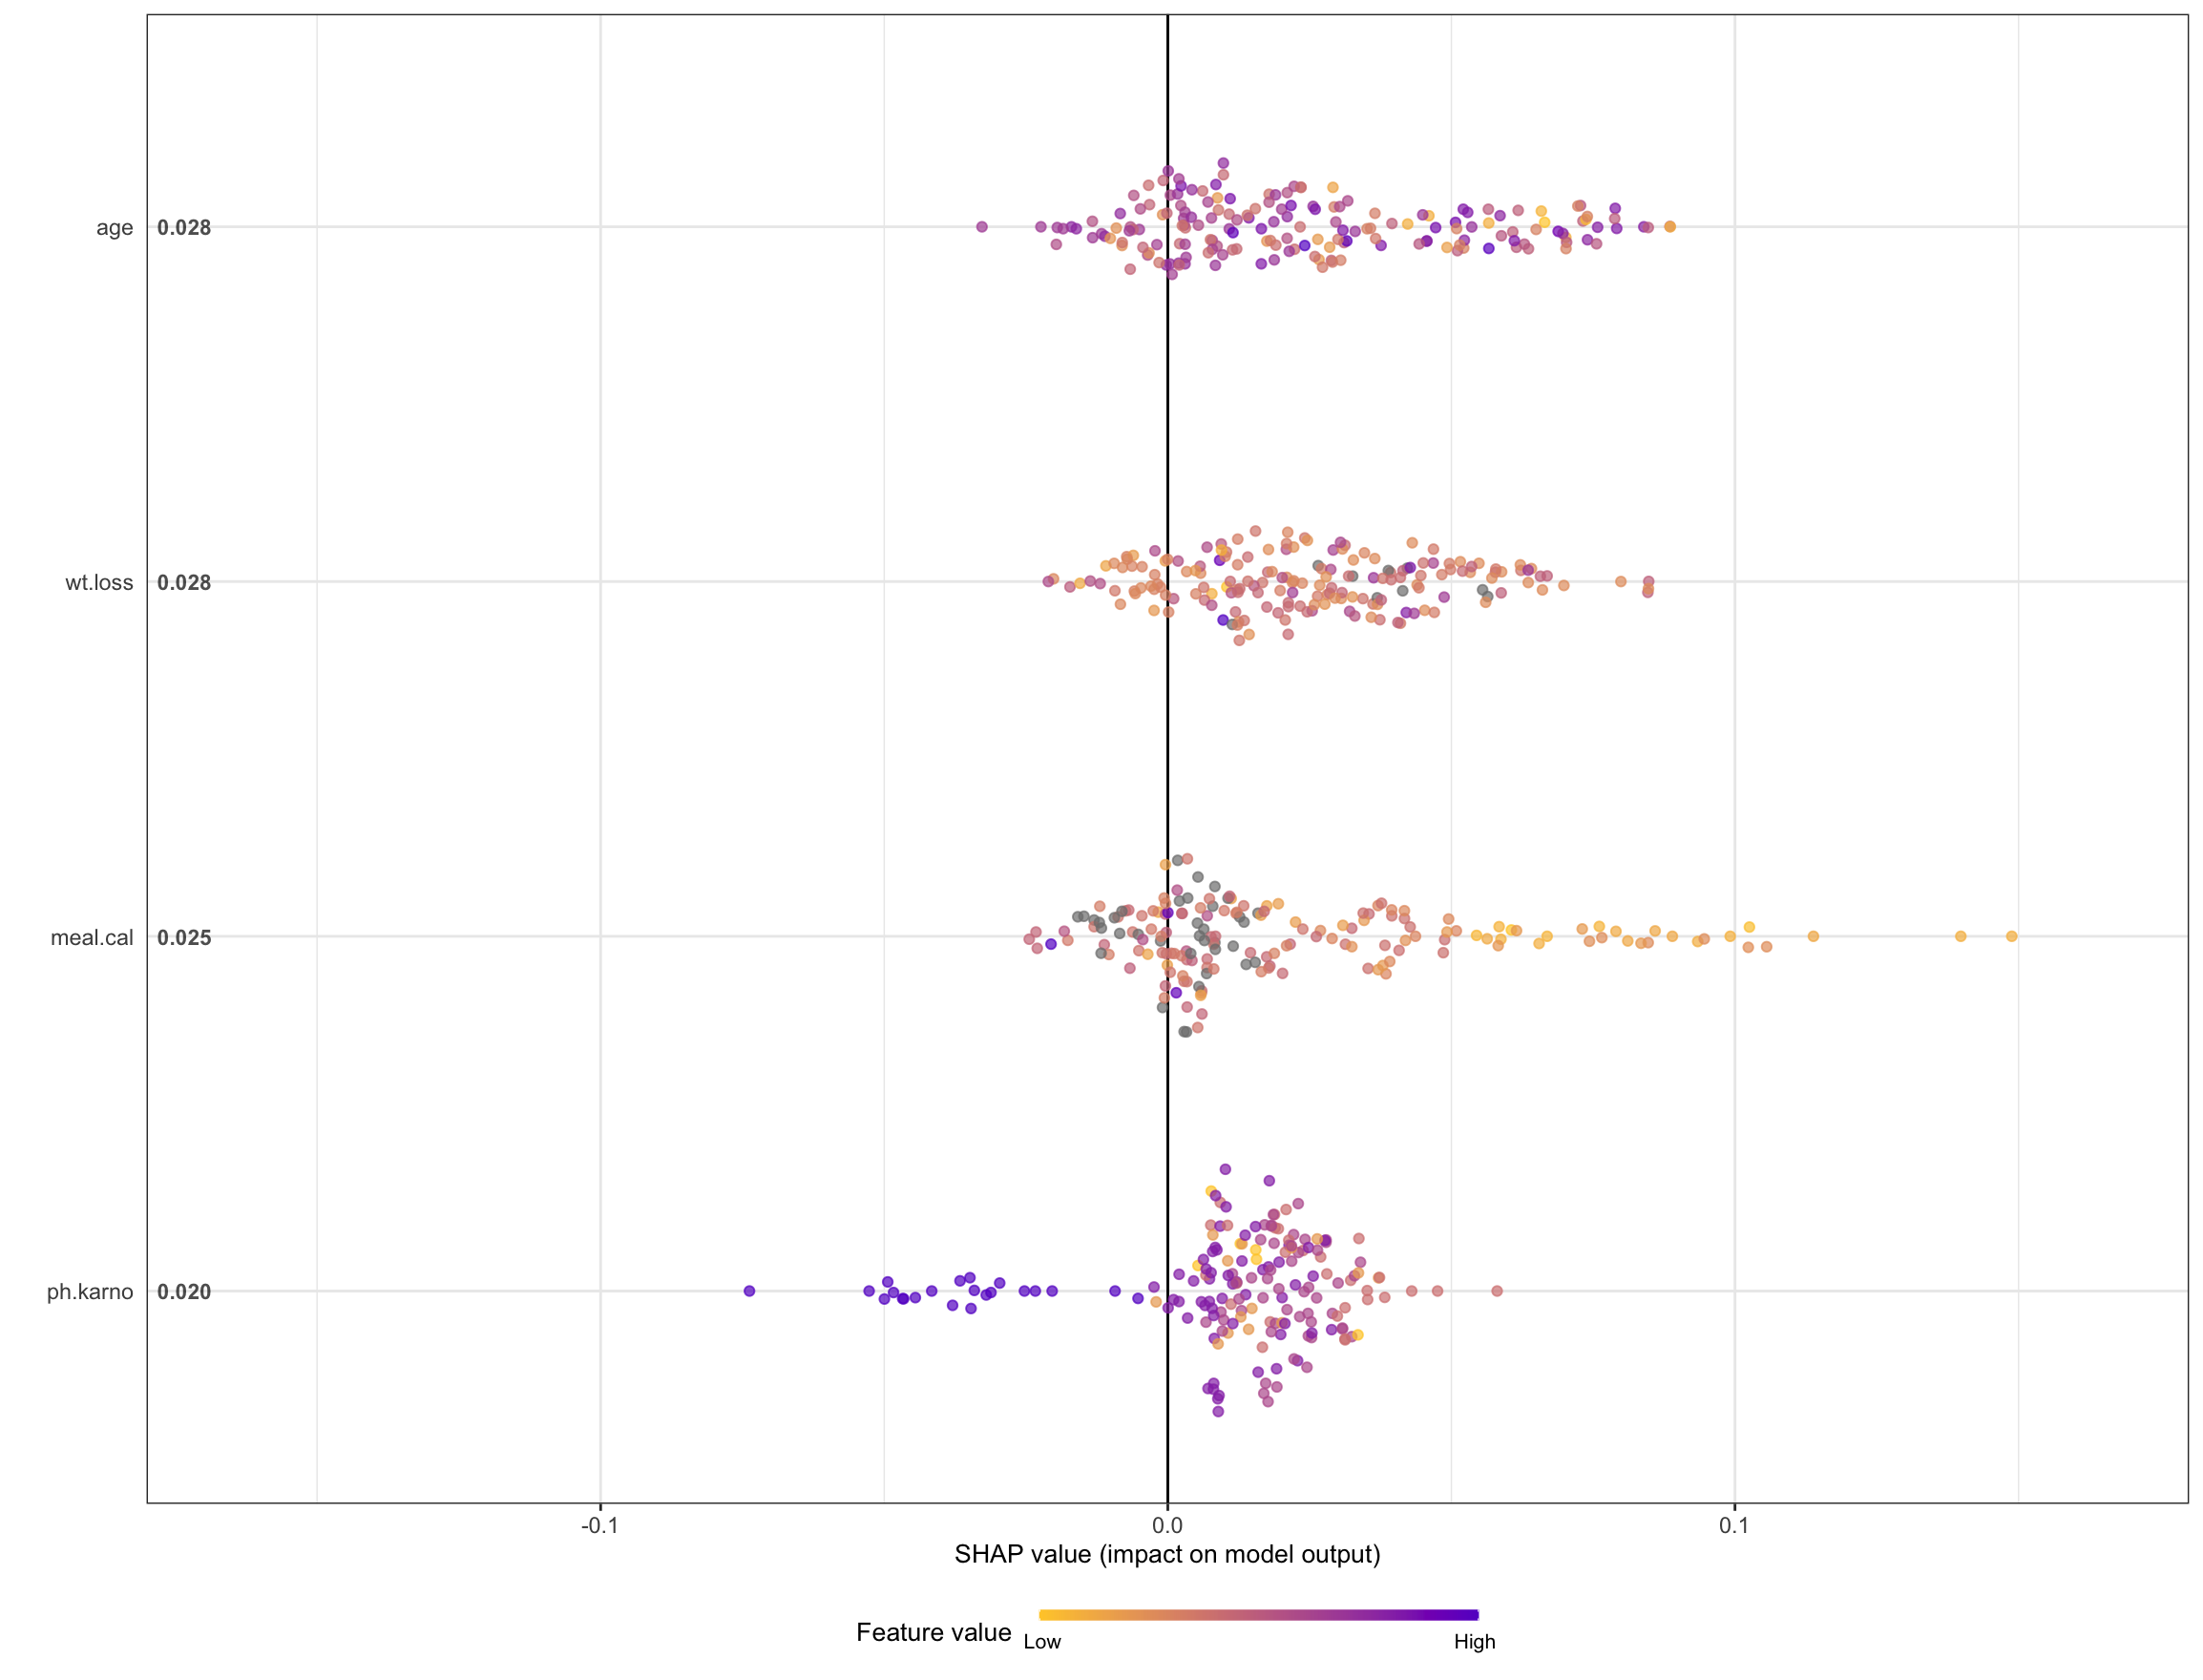 age 0.028
wt.loss 0.028
meal.cal 0.025
ph.karno 0.020
-0.1 0.0 0.1
SHAP value (impact on model output)
Feature value
Low High